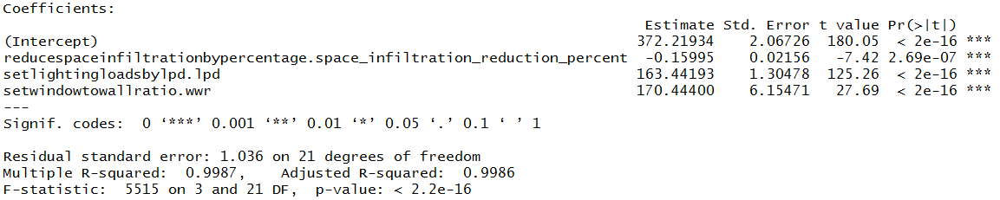 Coefficients:
Estimate Std. Error t value Pr(>|t|)
(Intercept) 372.21934 2.06726 180.05 < 2e-16 ***
reducespaceinfiltrationbypercentage.space_infiltration_reduction_percent -0.15995 0.02156 -7.42 2.69e-07 ***
setlightingloadsbylpd.lpd 163.44193 1.30478 125.26 < 2e-16 ***
setwindowtowallratio.wwr 170.44400 6.15471 27.69 < 2e-16 ***
---
Signif. codes: 0 ‘***’ 0.001 ‘**’ 0.01 ‘*’ 0.05 ‘.’ 0.1 ‘ ’ 1
Residual standard error: 1.036 on 21 degrees of freedom
Multiple R-squared: 0.9987, Adjusted R-squared: 0.9986
F-statistic: 5515 on 3 and 21 DF, p-value: < 2.2e-16